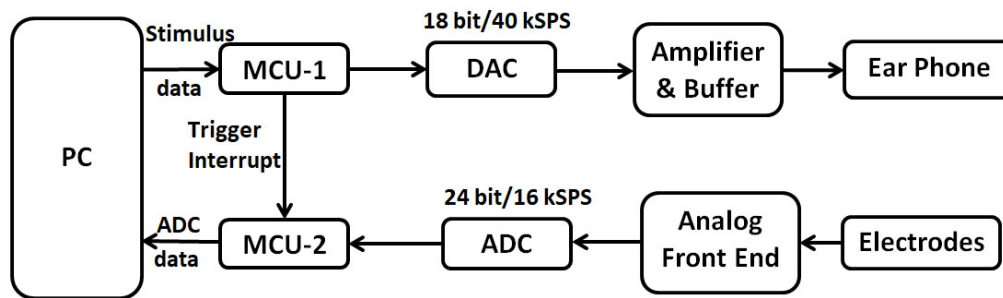 PC
Stimulus
data
MCU-1
18 bit/40 kSPS
DAC
Amplifier
& Buffer
Ear Phone
Trigger
Interrupt
ADC
data
MCU-2
24 bit/16 kSPS
ADC
Analog
Front End
Electrodes